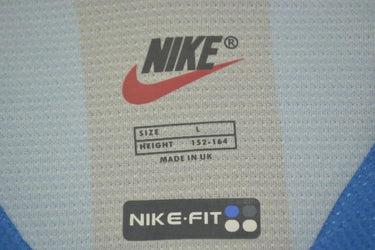 NIKE®
SIZE L
HEIGHT 152-164
MADE IN UK
NIKE-FIT